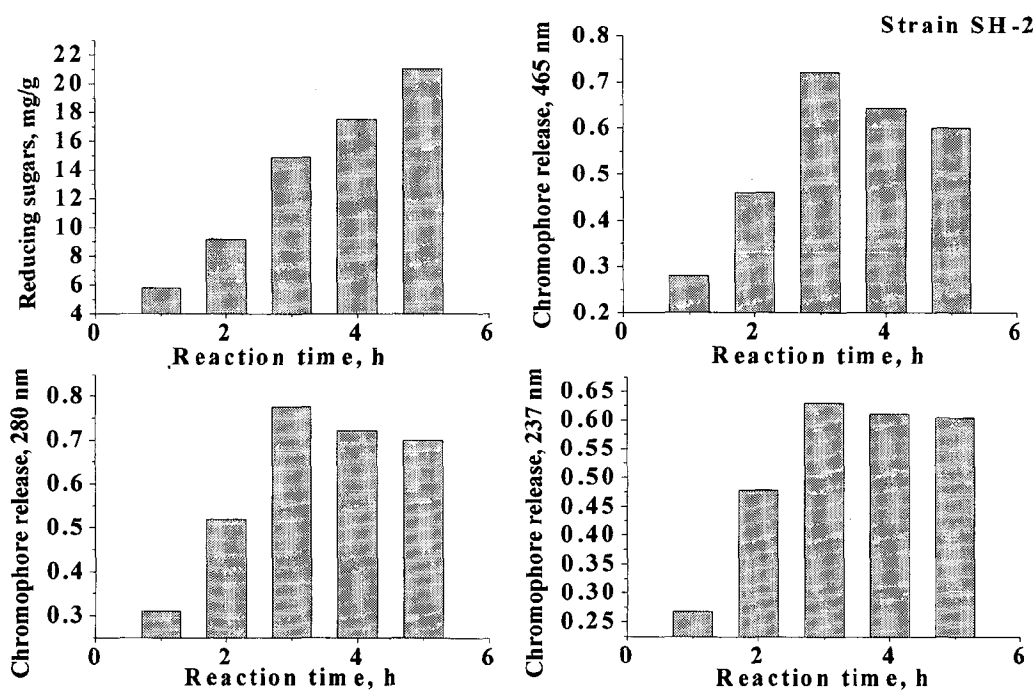 Strain SH-2
Reducing sugars, mg/g
22
20
18
16
14
12
10
8
6
4
0 2 4 6
Reaction time, h
Chromophore release, 465 nm
0.8
0.7
0.6
0.5
0.4
0.3
0.2
0 2 4 6
Reaction time, h
Chromophore release, 280 nm
0.8
0.7
0.6
0.5
0.4
0.3
0 2 4 6
Reaction time, h
Chromophore release, 237 nm
0.65
0.60
0.55
0.50
0.45
0.40
0.35
0.30
0.25
0 2 4 6
Reaction time, h